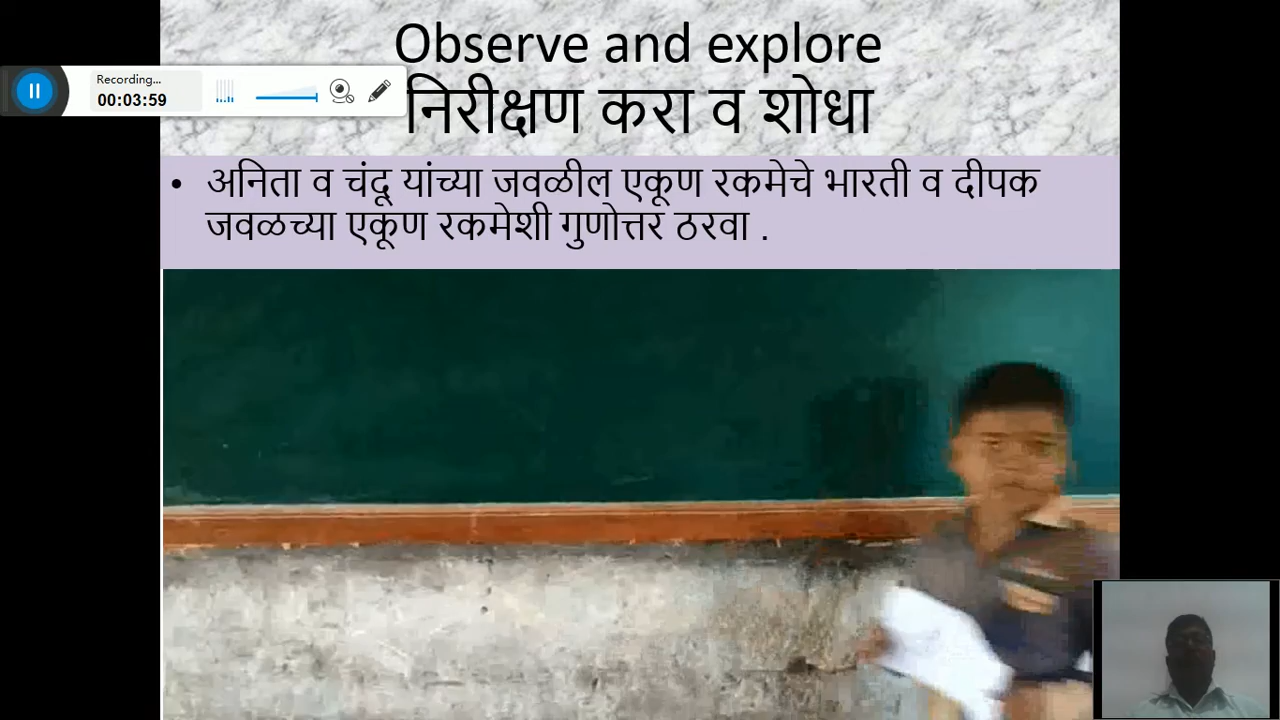 Observe and explore
Recording...
00:03:59
निरीक्षण करा व शोधा
• अनिता व चंदू यांच्या जवळील एकूण रकमेचे भारती व दीपक
जवळच्या एकूण रकमेशी गुणोत्तर ठरवा .